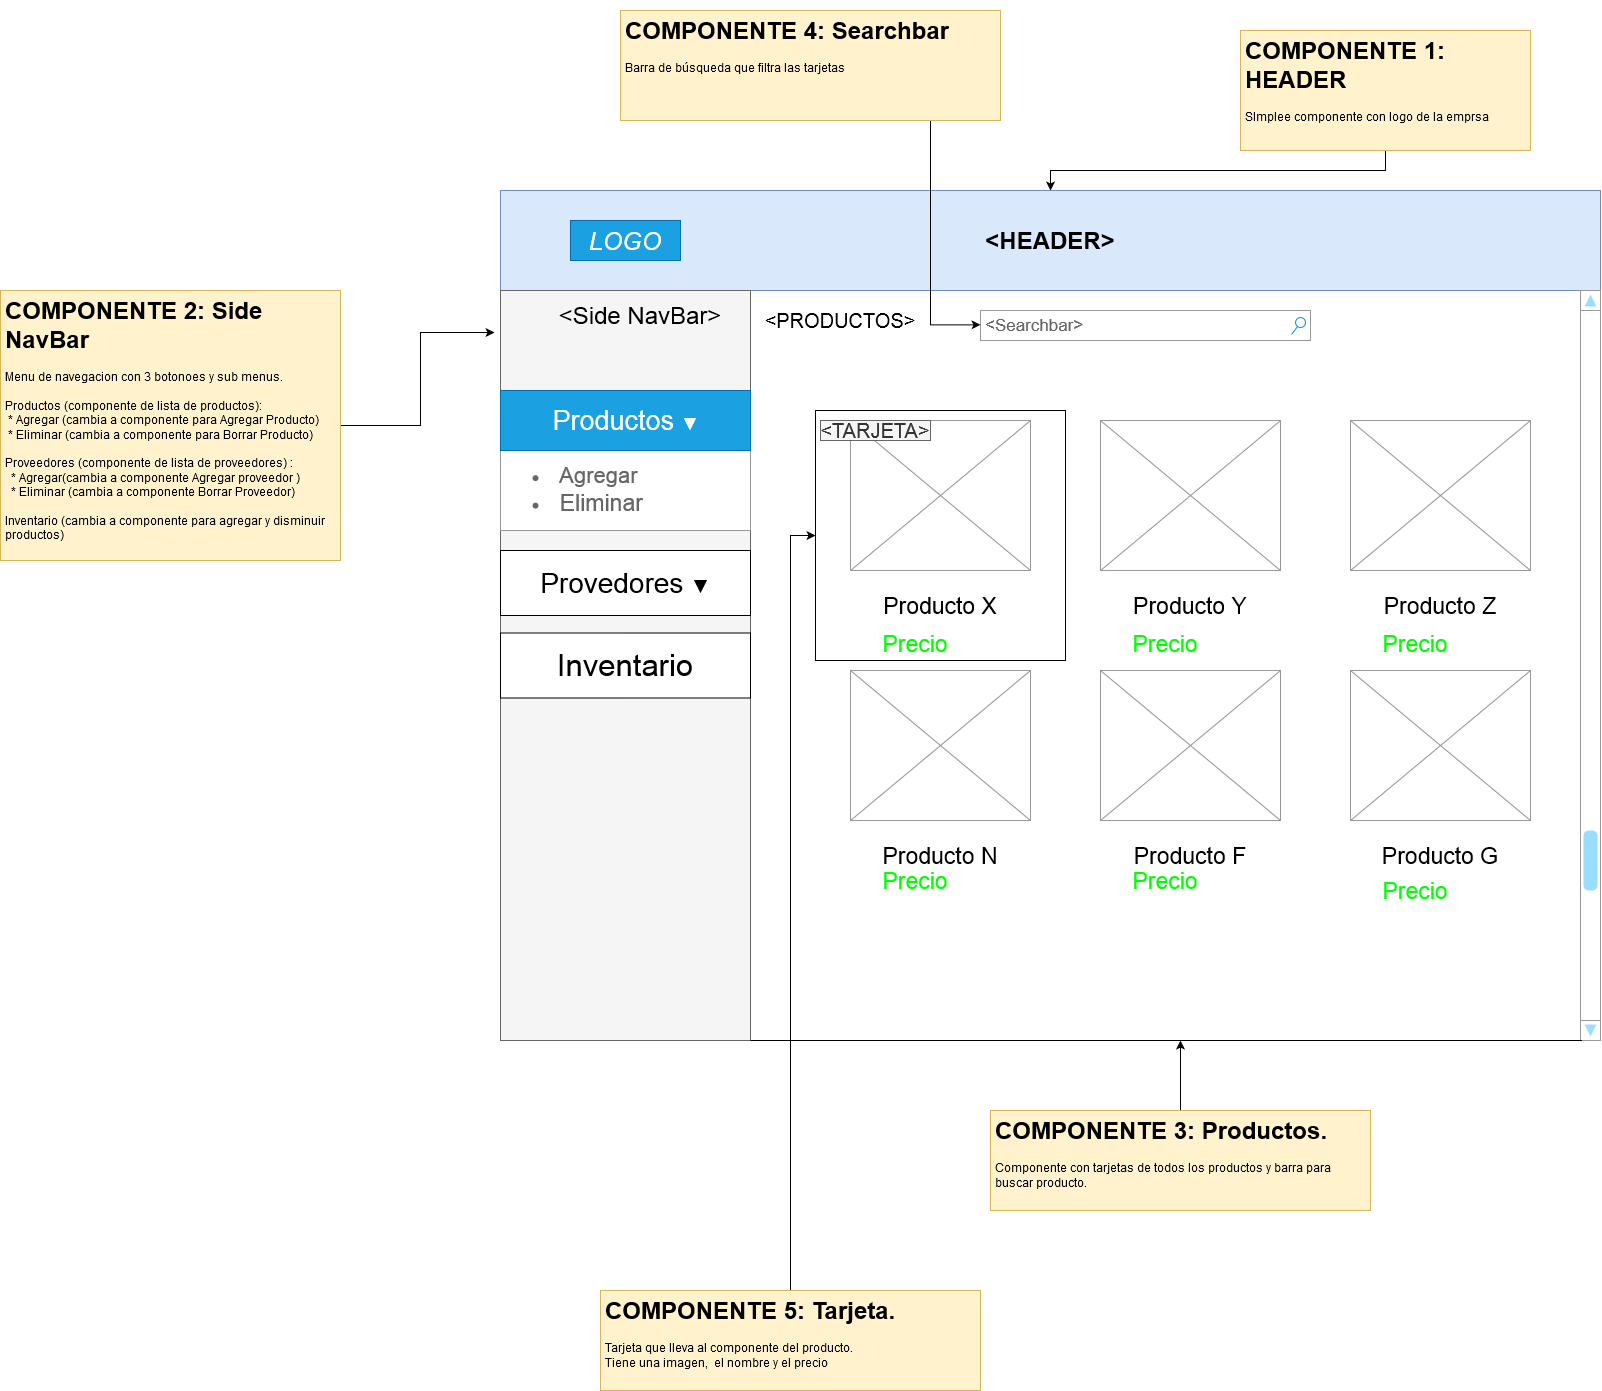 COMPONENTE 4: Searchbar
Barra de búsqueda que filtra las tarjetas
COMPONENTE 1:
HEADER
SImplee componente con logo de la emprsa
LOGO
<HEADER>
COMPONENTE 2: Side
NavBar
Menu de navegacion con 3 botonoes y sub menus.
Productos (componente de lista de productos):
* Agregar (cambia a componente para Agregar Producto)
* Eliminar (cambia a componente para Borrar Producto)
Proveedores (componente de lista de proveedores) :
* Agregar(cambia a componente Agregar proveedor )
* Eliminar (cambia a componente Borrar Proveedor)
Inventario (cambia a componente para agregar y disminuir
productos)
<Side NavBar>
Productos ▼
• Agregar
• Eliminar
Provedores ▼
Inventario
<PRODUCTOS>
<Searchbar>
<TARJETA>
Producto X
Precio
Producto Y
Precio
Producto Z
Precio
Producto N
Precio
Producto F
Precio
Producto G
Precio
COMPONENTE 3: Productos.
Componente con tarjetas de todos los productos y barra para
buscar producto.
COMPONENTE 5: Tarjeta.
Tarjeta que lleva al componente del producto.
Tiene una imagen,  el nombre y el precio